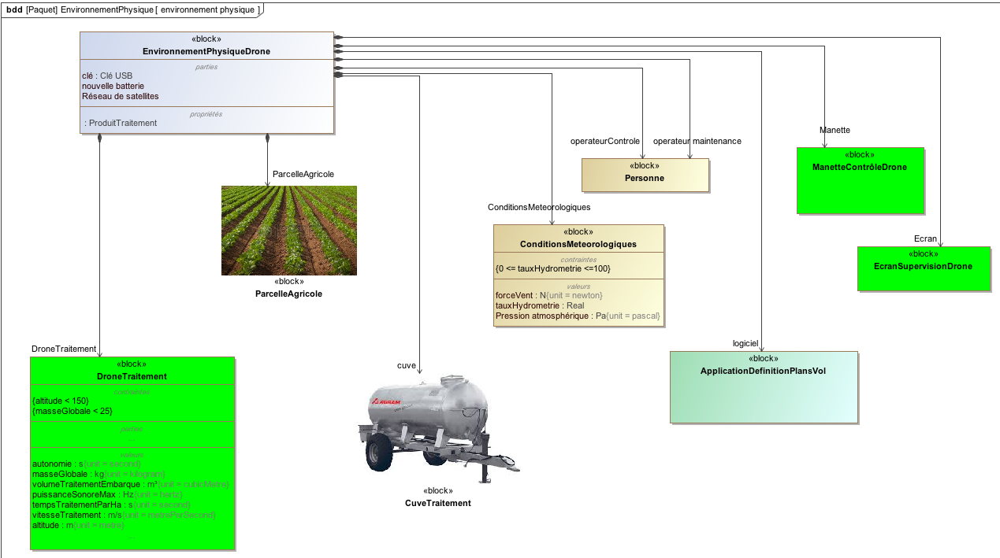 bdd [Paquet] EnvironnementPhysique [ environnement physique ]
«block»
EnvironnementPhysiqueDrone
parties
clé : Clé USB
nouvelle batterie
Réseau de satellites
propriétés
: ProduitTraitement
Manette
operateurControle
operateur maintenance
«block»
ManetteContrôleDrone
«block»
Personne
ParcelleAgricole
«block»
ParcelleAgricole
ConditionsMeteorologiques
«block»
ConditionsMeteorologiques
contraintes
{0 <= tauxHydrometrie <=100}
valeurs
forceVent : N{unit = newton}
tauxHydrometrie : Real
Pression atmosphérique : Pa{unit = pascal}
Ecran
«block»
EcranSupervisionDrone
logiciel
«block»
ApplicationDefinitionPlansVol
DroneTraitement
«block»
DroneTraitement
contraintes
{altitude < 150}
{masseGlobale < 25}
parties
valeurs
autonomie : s{unit = second}
masseGlobale : kg{unit = kilogram}
volumeTraitementEmbarque : m³{unit = cubicMetre}
puissanceSonoreMax : Hz{unit = hertz}
tempsTraitementParHa : s{unit = second}
vitesseTraitement : m/s{unit = metrePerSecond}
altitude : m{unit = metre}
cuve
AGRAM
«block»
CuveTraitement